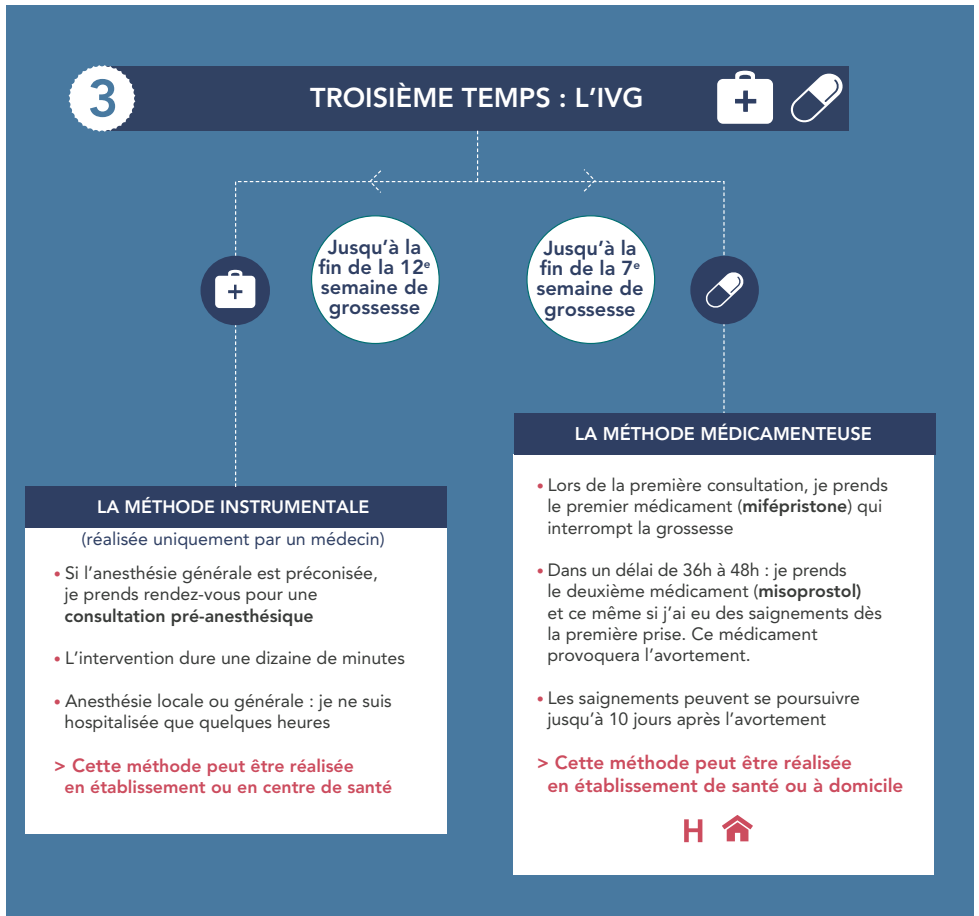 3
TROISIÈME TEMPS : L'IVG
Jusqu'à la
fin de la 12e
semaine de
grossesse
Jusqu'à la
fin de la 7e
semaine de
grossesse
LA MÉTHODE INSTRUMENTALE
(réalisée uniquement par un médecin)
• Si l'anesthésie générale est préconisée,
je prends rendez-vous pour une
consultation pré-anesthésique
• L'intervention dure une dizaine de minutes
• Anesthésie locale ou générale : je ne suis
hospitalisée que quelques heures
> Cette méthode peut être réalisée
en établissement ou en centre de santé
LA MÉTHODE MÉDICAMENTEUSE
• Lors de la première consultation, je prends
le premier médicament (mifépristone) qui
interrompt la grossesse
• Dans un délai de 36h à 48h : je prends
le deuxième médicament (misoprostol)
et ce même si j'ai eu des saignements dès
la première prise. Ce médicament
provoquera l'avortement.
• Les saignements peuvent se poursuivre
jusqu'à 10 jours après l'avortement
> Cette méthode peut être réalisée
en établissement de santé ou à domicile
H